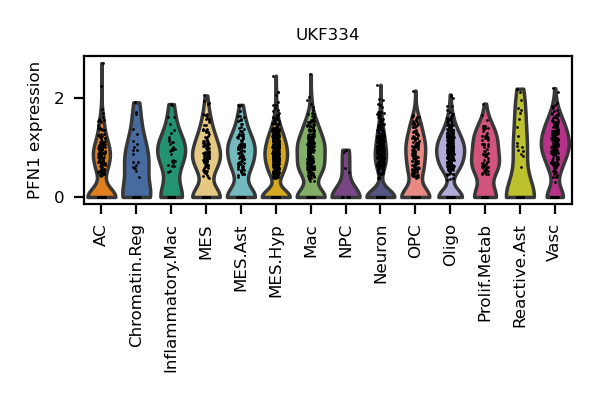 UKF334
PFN1 expression
2
0
AC
Chromatin.Reg
Inflammatory.Mac
MES
MES.Ast
MES.Hyp
Mac
NPC
Neuron
OPC
Oligo
Prolif.Metab
Reactive.Ast
Vasc